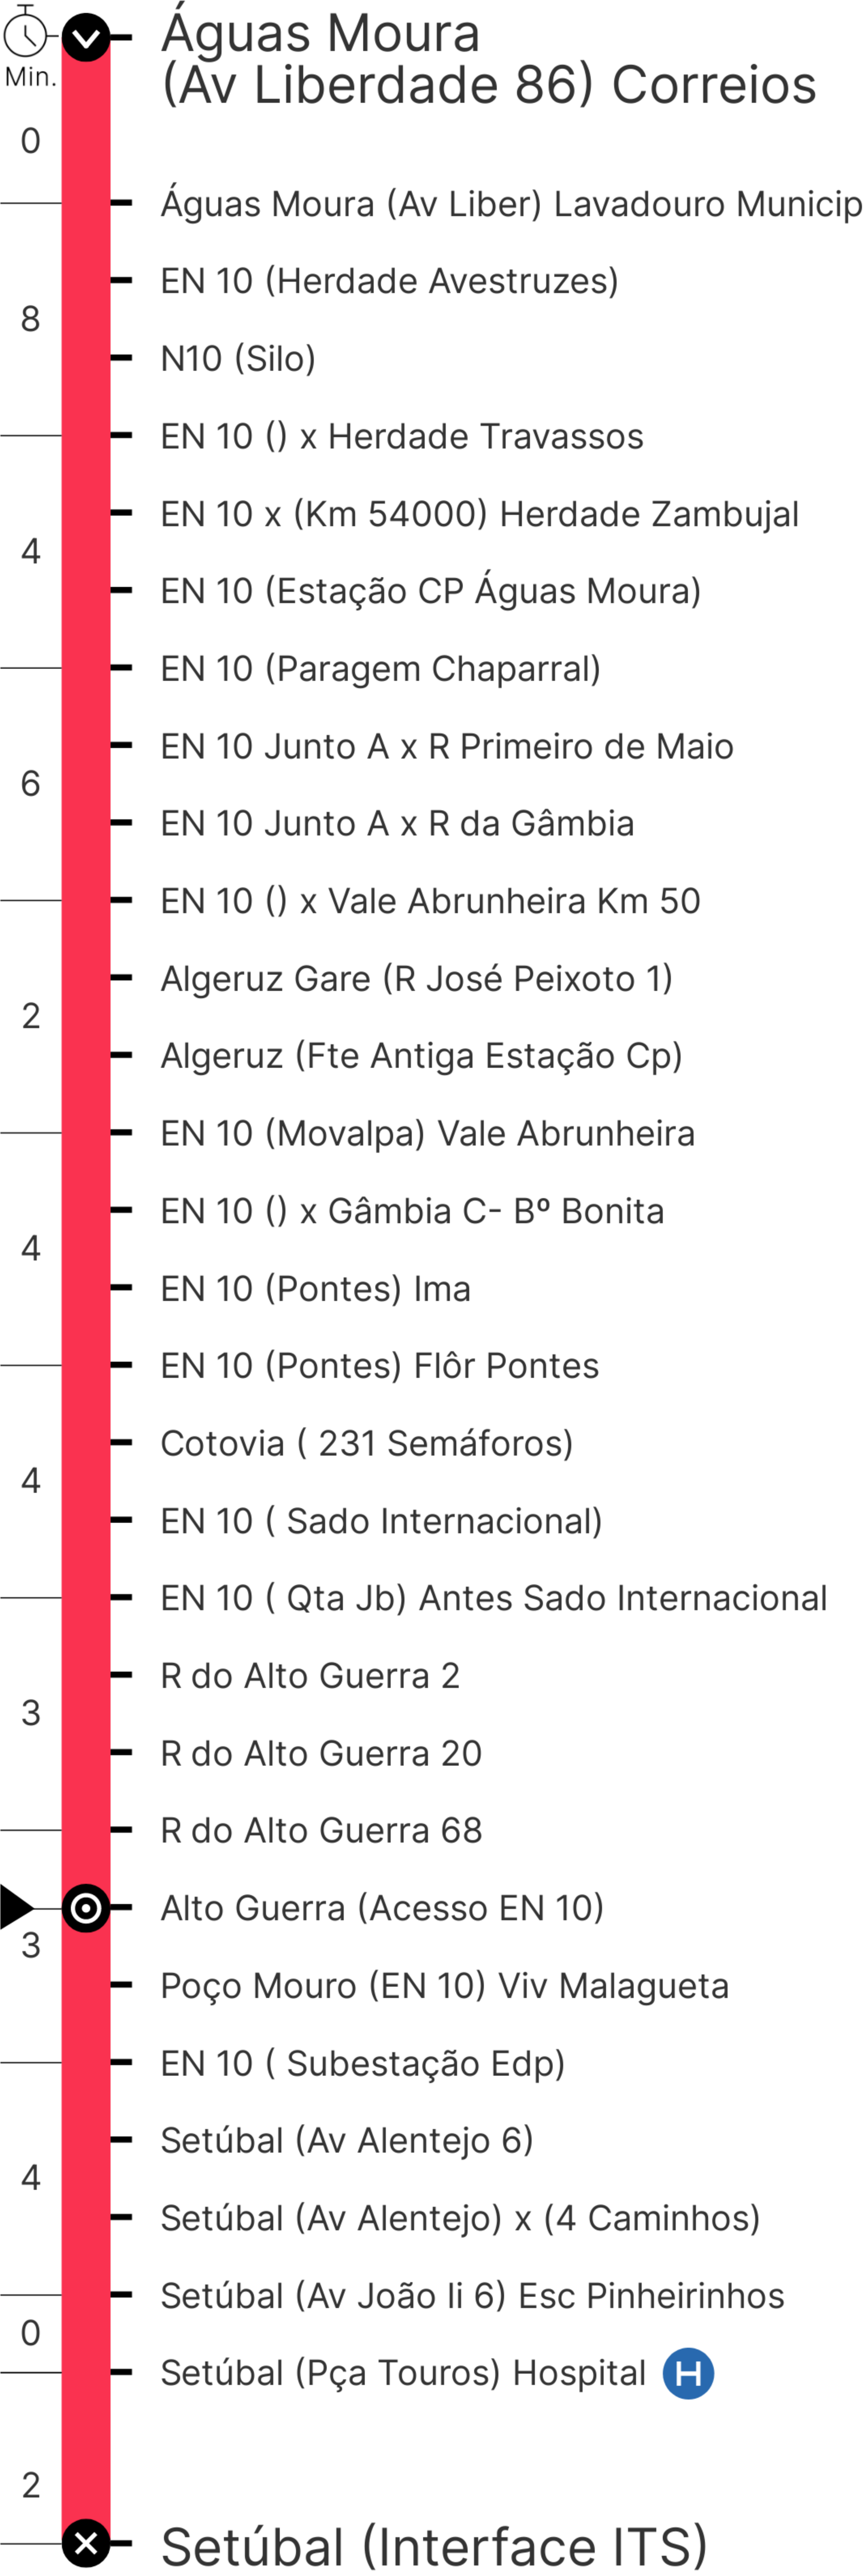 Águas Moura
(Av Liberdade 86) Correios
Min.
0
Águas Moura (Av Liber) Lavadouro Municip
EN 10 (Herdade Avestruzes)
8
N10 (Silo)
EN 10 () x Herdade Travassos
EN 10 x (Km 54000) Herdade Zambujal
4
EN 10 (Estação CP Águas Moura)
EN 10 (Paragem Chaparral)
EN 10 Junto A x R Primeiro de Maio
6
EN 10 Junto A x R da Gâmbia
EN 10 () x Vale Abrunheira Km 50
Algeruz Gare (R José Peixoto 1)
2
Algeruz (Fte Antiga Estação Cp)
EN 10 (Movalpa) Vale Abrunheira
EN 10 () x Gâmbia C- Bº Bonita
4
EN 10 (Pontes) Ima
EN 10 (Pontes) Flôr Pontes
Cotovia ( 231 Semáforos)
4
EN 10 ( Sado Internacional)
EN 10 ( Qta Jb) Antes Sado Internacional
R do Alto Guerra 2
3
R do Alto Guerra 20
R do Alto Guerra 68
Alto Guerra (Acesso EN 10)
3
Poço Mouro (EN 10) Viv Malagueta
EN 10 ( Subestação Edp)
Setúbal (Av Alentejo 6)
4
Setúbal (Av Alentejo) x (4 Caminhos)
Setúbal (Av João Ii 6) Esc Pinheirinhos
0
Setúbal (Pça Touros) Hospital H
2
Setúbal (Interface ITS)